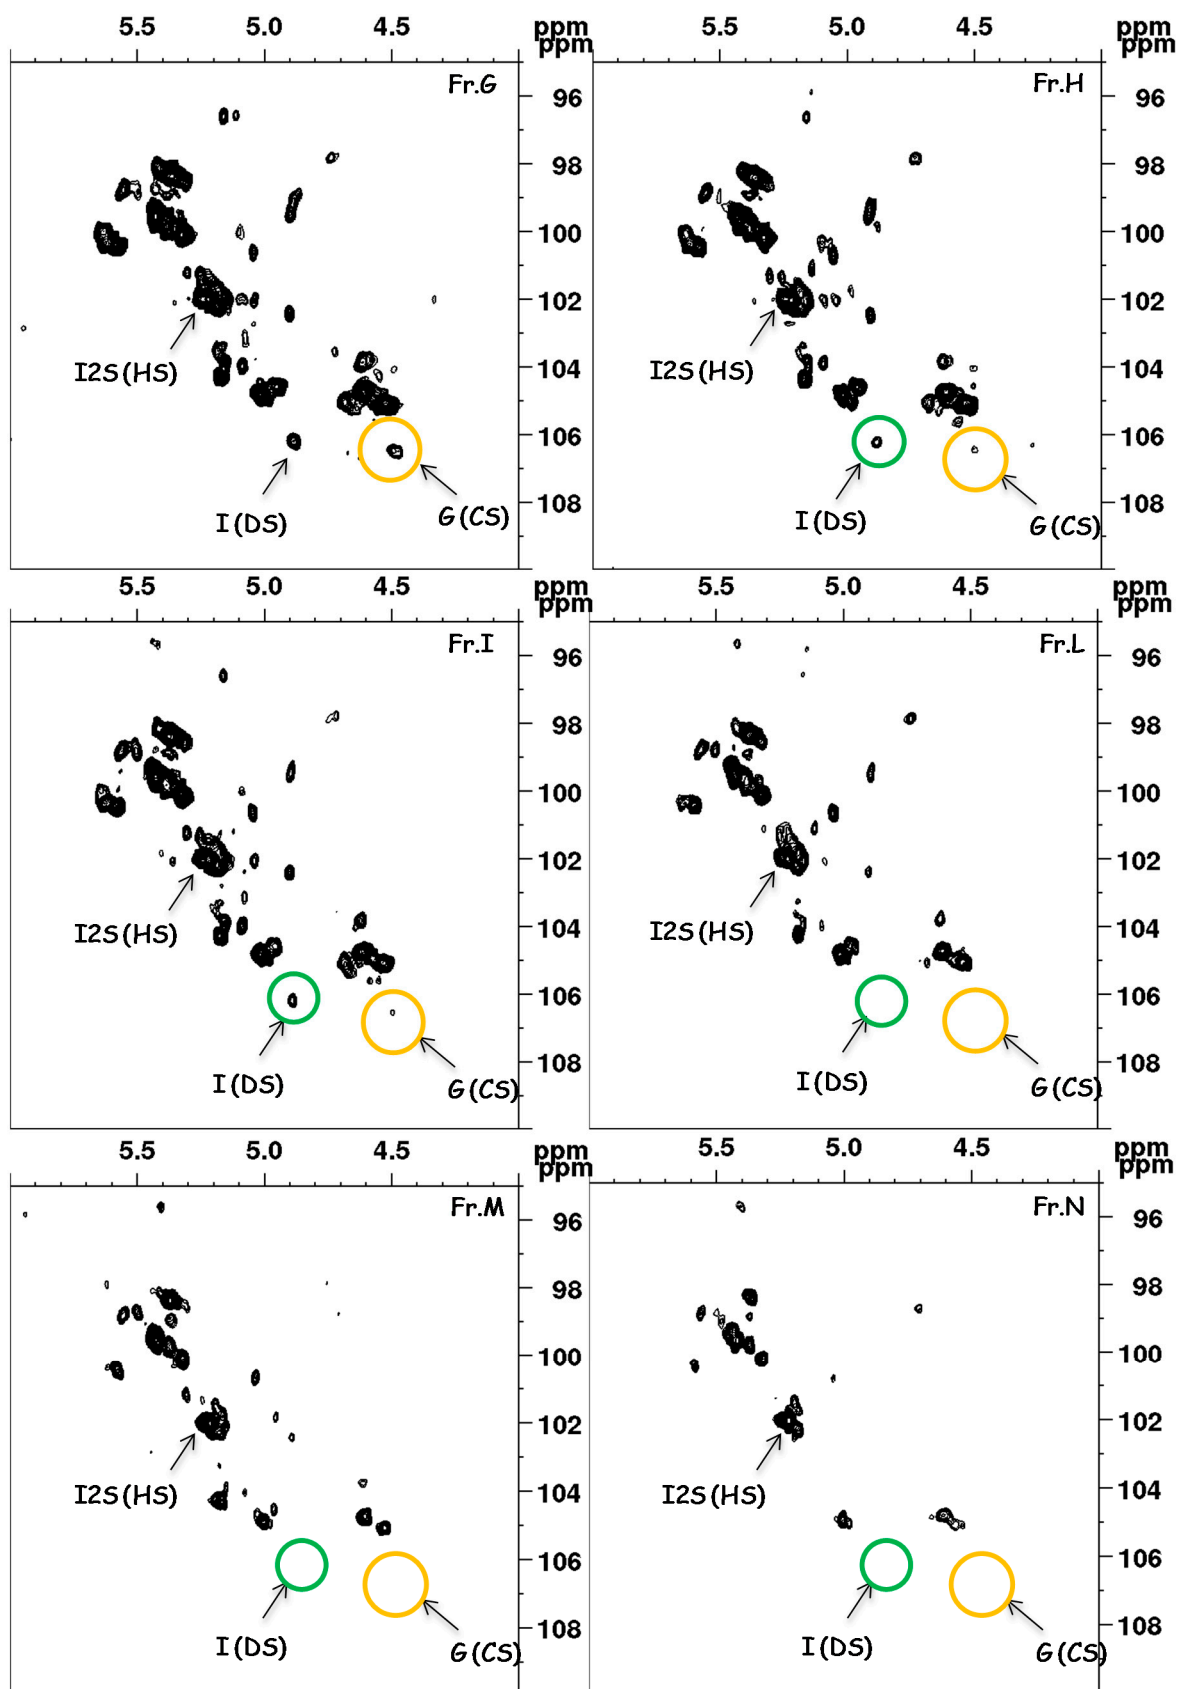 5.5 5.0 4.5 ppm
ppm
Fr.G
96
98
100
102
104
106
108
I2S(HS)
I(DS)
G(CS)
5.5 5.0 4.5 ppm
ppm
Fr.H
96
98
100
102
104
106
108
I2S(HS)
I(DS)
G(CS)
5.5 5.0 4.5 ppm
ppm
Fr.I
96
98
100
102
104
106
108
I2S(HS)
I(DS)
G(CS)
5.5 5.0 4.5 ppm
ppm
Fr.L
96
98
100
102
104
106
108
I2S(HS)
I(DS)
G(CS)
5.5 5.0 4.5 ppm
ppm
Fr.M
96
98
100
102
104
106
108
I2S(HS)
I(DS)
G(CS)
5.5 5.0 4.5 ppm
ppm
Fr.N
96
98
100
102
104
106
108
I2S(HS)
I(DS)
G(CS)